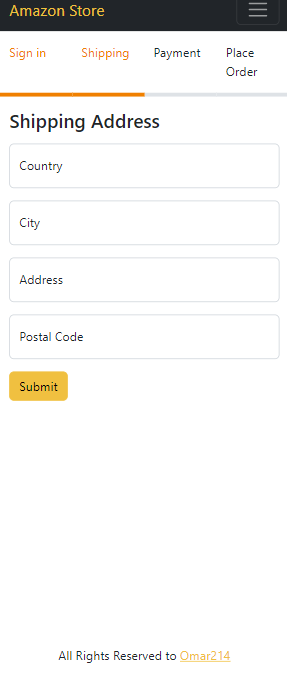 Amazon Store
Sign in
Shipping
Payment
Place
Order
Shipping Address
Country
City
Address
Postal Code
Submit
All Rights Reserved to Omar214